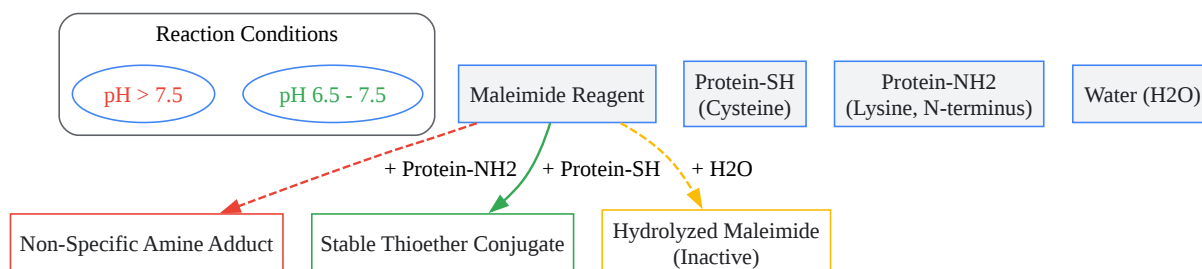 Reaction Conditions
pH > 7.5
pH 6.5 - 7.5
Maleimide Reagent
Protein-SH
(Cysteine)
Protein-NH2
(Lysine, N-terminus)
Water (H2O)
+ Protein-NH2
+ Protein-SH
+ H2O
Non-Specific Amine Adduct
Stable Thioether Conjugate
Hydrolyzed Maleimide
(Inactive)